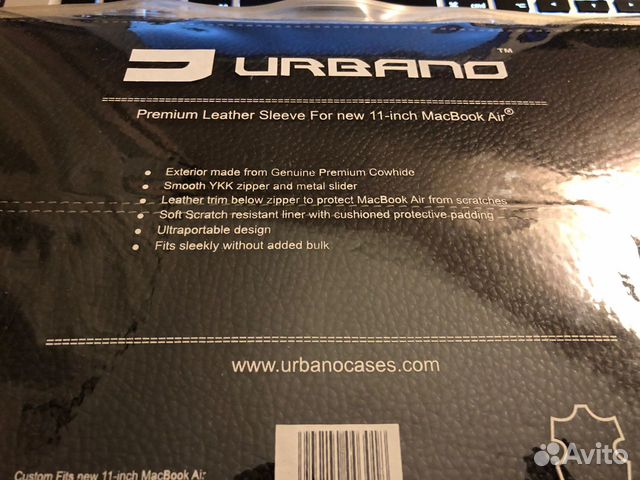 URBANO™
Premium Leather Sleeve For new 11-inch MacBook Air®
• Exterior made from Genuine Premium Cowhide
• Smooth YKK zipper and metal slider
• Leather trim below zipper to protect MacBook Air from scratches
• Soft Scratch resistant liner with cushioned protective padding
• Ultraportable design
• Fits sleekly without added bulk
www.urbanocases.com
Custom Fits new 11-inch MacBook Air
Avito